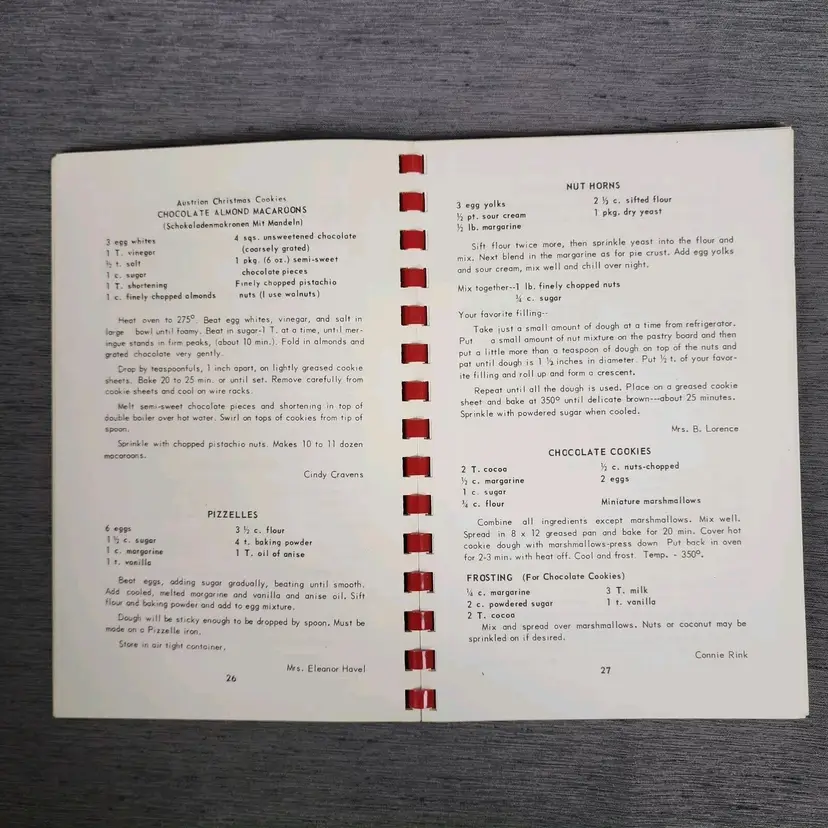 Austrian Christmas Cookies
CHOCOLATE ALMOND MACAROONS
(Schokoladenmakronen Mit Mandeln)
3 egg whites
1 T. vinegar
½ t. salt
1 c. sugar
1 T. shortening
1 c. finely chopped almonds
4 sqs. unsweetened chocolate
(coarsely grated)
1 pkg. (6 oz.) semi-sweet
chocolate pieces
Finely chopped pistachio
nuts (I use walnuts)
Heat oven to 275°. Beat egg whites, vinegar, and salt in
large bowl until foamy. Beat in sugar-1 T. at a time, until mer-
ingue stands in firm peaks, (about 10 min.). Fold in almonds and
grated chocolate very gently.
Drop by teaspoonfuls, 1 inch apart, on lightly greased cookie
sheets. Bake 20 to 25 min. or until set. Remove carefully from
cookie sheets and cool on wire racks.
Melt semi-sweet chocolate pieces and shortening in top of
double boiler over hot water. Swirl on tops of cookies from tip of
spoon.
Sprinkle with chopped pistachio nuts. Makes 10 to 11 dozen
macaroons.
Cindy Cravens
PIZZELLES
6 eggs
1 ½ c. sugar
1 c. margarine
1 t. vanilla
3 ½ c. flour
4 t. baking powder
1 T. oil of anise
Beat eggs, adding sugar gradually, beating until smooth.
Add cooled, melted margarine and vanilla and anise oil. Sift
flour and baking powder and add to egg mixture.
Dough will be sticky enough to be dropped by spoon. Must be
made on a Pizzelle iron.
Store in air tight container.
Mrs. Eleanor Havel
26
NUT HORNS
3 egg yolks
½ pt. sour cream
½ lb. margarine
2 ½ c. sifted flour
1 pkg. dry yeast
Sift flour twice more, then sprinkle yeast into the flour and
mix. Next blend in the margarine as for pie crust. Add egg yolks
and sour cream, mix well and chill over night.
Mix together--1 lb. finely chopped nuts
¾ c. sugar
Your favorite filling--
Take just a small amount of dough at a time from refrigerator.
Put a small amount of nut mixture on the pastry board and then
put a little more than a teaspoon of dough on top of the nuts and
pat until dough is 1 ½ inches in diameter. Put ½ t. of your favor-
ite filling and roll up and form a crescent.
Repeat until all the dough is used. Place on a greased cookie
sheet and bake at 350° until delicate brown---about 25 minutes.
Sprinkle with powdered sugar when cooled.
Mrs. B. Lorence
CHOCOLATE COOKIES
2 T. cocoa
½ c. margarine
1 c. sugar
¾ c. flour
½ c. nuts-chopped
2 eggs
Miniature marshmallows
Combine all ingredients except marshmallows. Mix well.
Spread in 8 x 12 greased pan and bake for 20 min. Cover hot
cookie dough with marshmallows-press down Put back in oven
for 2-3 min. with heat off. Cool and frost. Temp. - 350°.
FROSTING (For Chocolate Cookies)
¼ c. margarine
2 c. powdered sugar
2 T. cocoa
3 T. milk
1 t. vanilla
Mix and spread over marshmallows. Nuts or coconut may be
sprinkled on if desired.
Connie Rink
27